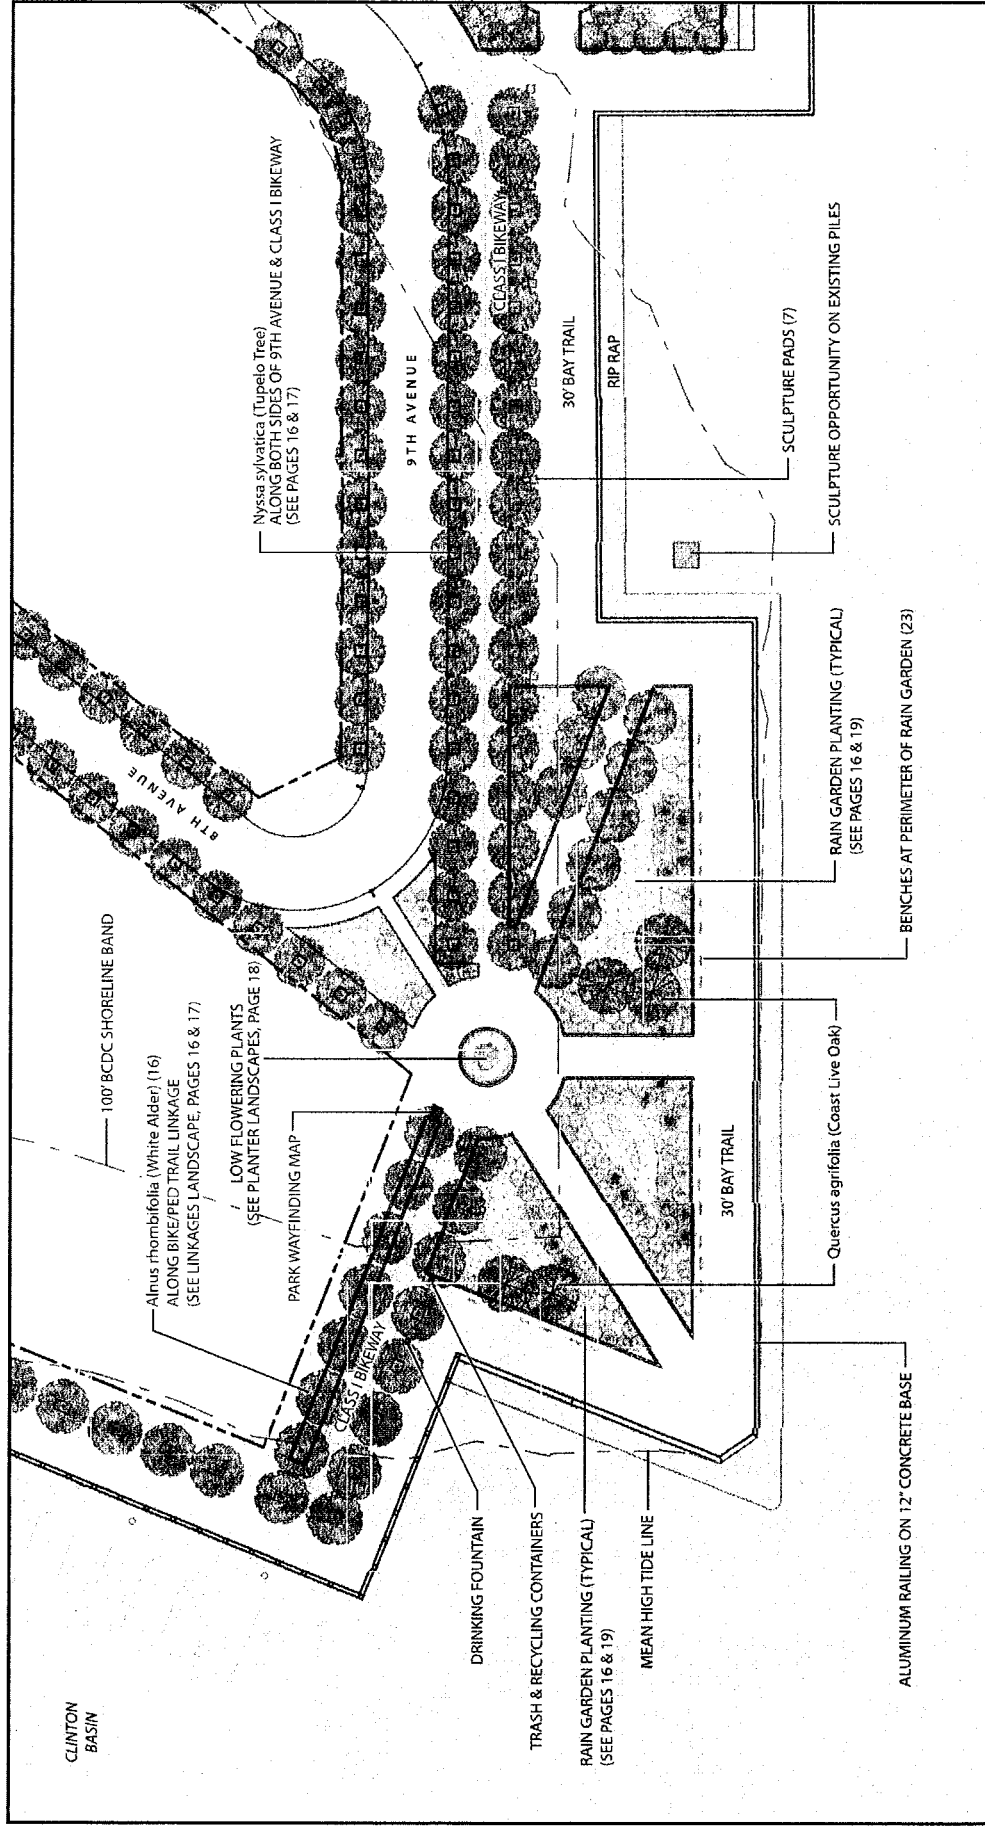 CLINTON
BASIN
100' BCDC SHORELINE BAND
Alnus rhombifolia (White Alder) (16)
ALONG BIKE/PED TRAIL LINKAGE
(SEE LINKAGES LANDSCAPE, PAGES 16 & 17)
LOW FLOWERING PLANTS
(SEE PLANTER LANDSCAPES, PAGE 18)
PARK WAYFINDING MAP
8TH AVENUE
Nyssa sylvatica (Tupelo Tree)
ALONG BOTH SIDES OF 9TH AVENUE & CLASS I BIKEWAY
(SEE PAGES 16 & 17)
9TH AVENUE
CLASS I BIKEWAY
CLASS I BIKEWAY
30' BAY TRAIL
RIP RAP
DRINKING FOUNTAIN
TRASH & RECYCLING CONTAINERS
RAIN GARDEN PLANTING (TYPICAL)
(SEE PAGES 16 & 19)
MEAN HIGH TIDE LINE
30' BAY TRAIL
SCULPTURE PADS (7)
SCULPTURE OPPORTUNITY ON EXISTING PILES
RAIN GARDEN PLANTING (TYPICAL)
(SEE PAGES 16 & 19)
Quercus agrifolia (Coast Live Oak)
BENCHES AT PERIMETER OF RAIN GARDEN (23)
ALUMINUM RAILING ON 12" CONCRETE BASE